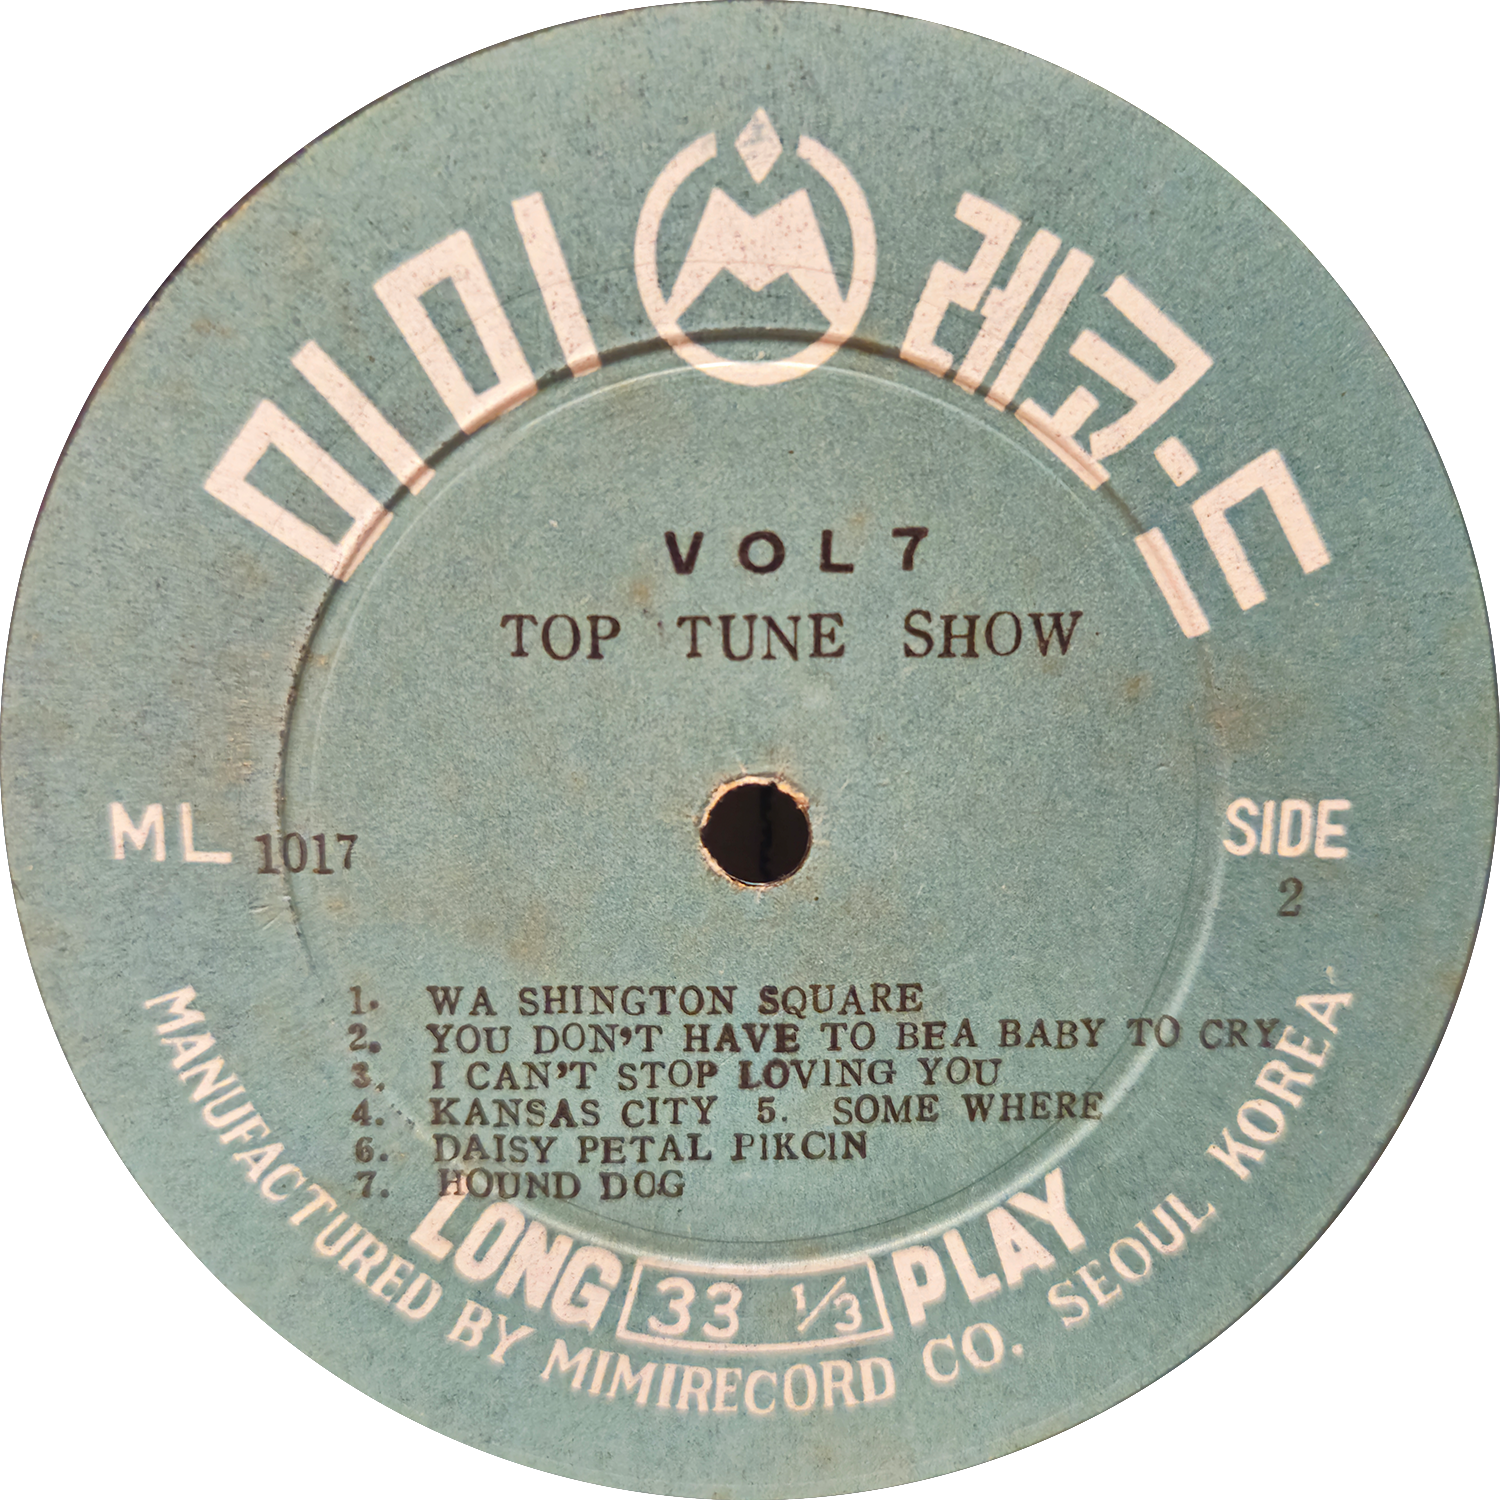 미미 레코-드
VOL 7
TOP TUNE SHOW
ML 1017
SIDE
2
1. WA SHINGTON SQUARE
2. YOU DON'T HAVE TO BEA BABY TO CRY
3. I CAN'T STOP LOVING YOU
4. KANSAS CITY 5. SOME WHERE
6. DAISY PETAL PIKCIN
7. HOUND DOG
LONG 33 1/3 PLAY
MANUFACTURED BY MIMIRECORD CO. SEOUL KOREA